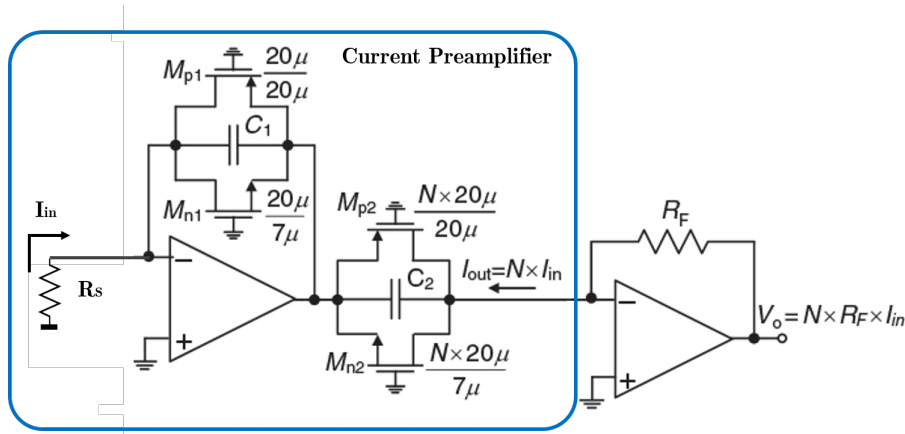 Current Preamplifier
Mp1
20μ
20μ
C1
Mn1
20μ
7μ
Iin
Rs
−
+
Mp2
N×20μ
20μ
C2
Iout=N×Iin
Mn2
N×20μ
7μ
RF
−
+
Vo=N×RF×Iin